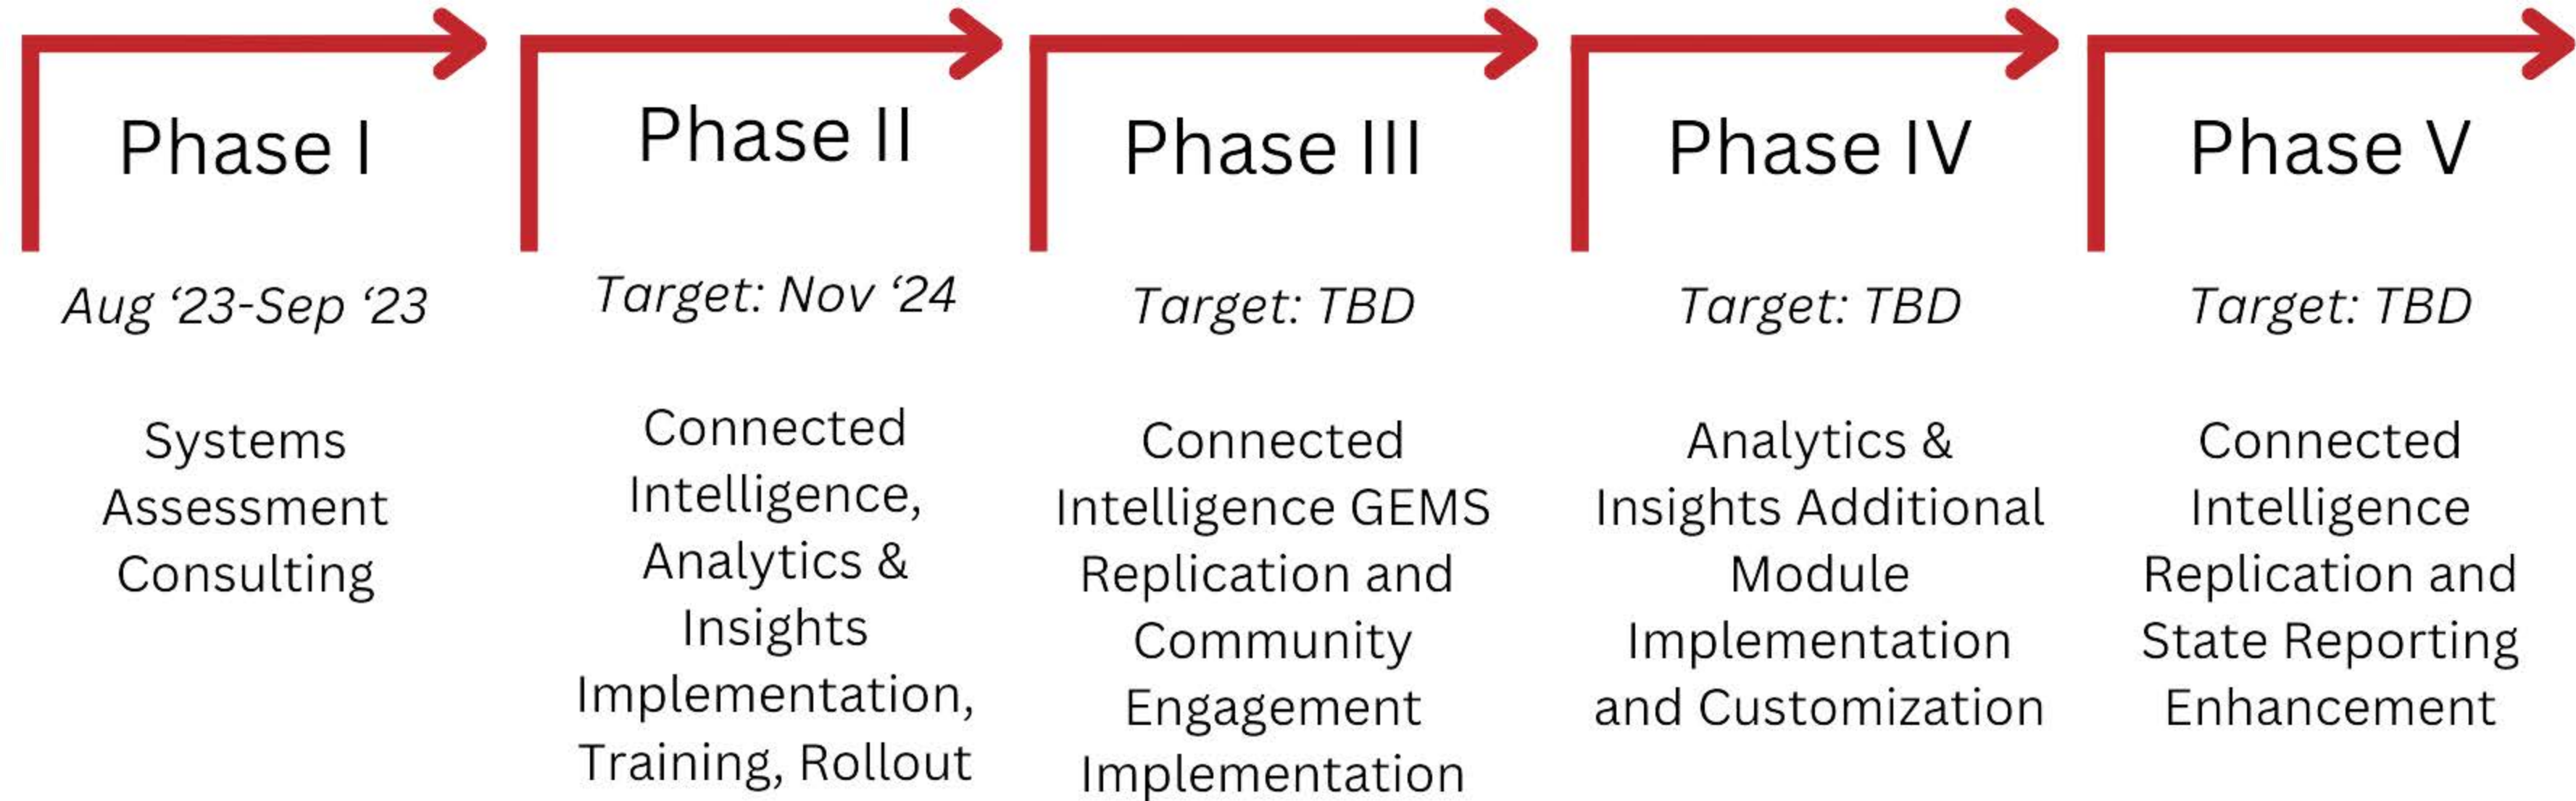 Phase I
Aug ‘23-Sep ‘23
Systems
Assessment
Consulting
Phase II
Target: Nov ‘24
Connected
Intelligence,
Analytics &
Insights
Implementation,
Training, Rollout
Phase III
Target: TBD
Connected
Intelligence GEMS
Replication and
Community
Engagement
Implementation
Phase IV
Target: TBD
Analytics &
Insights Additional
Module
Implementation
and Customization
Phase V
Target: TBD
Connected
Intelligence
Replication and
State Reporting
Enhancement